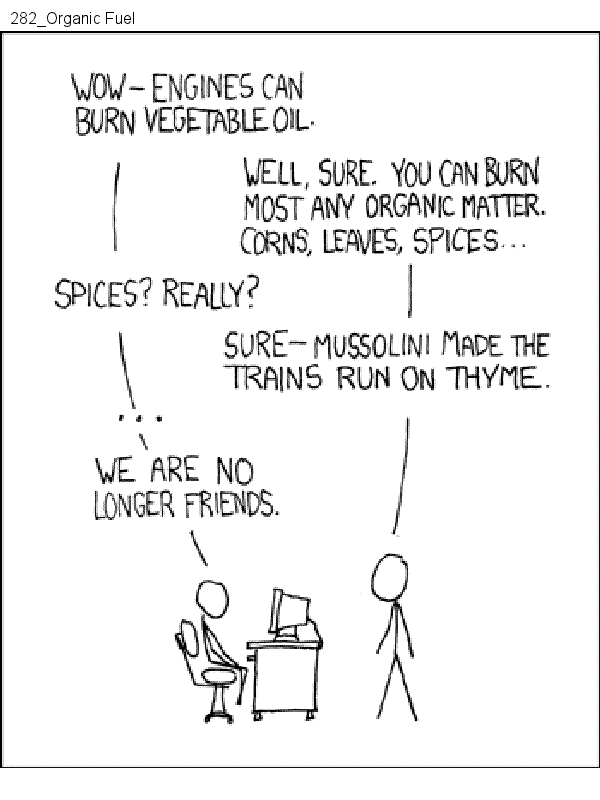 282_Organic Fuel
WOW- ENGINES CAN
BURN VEGETABLE OIL.
WELL, SURE. YOU CAN BURN
MOST ANY ORGANIC MATTER.
CORNS, LEAVES, SPICES...
SPICES? REALLY?
SURE- MUSSOLINI MADE THE
TRAINS RUN ON THYME.
...
WE ARE NO
LONGER FRIENDS.